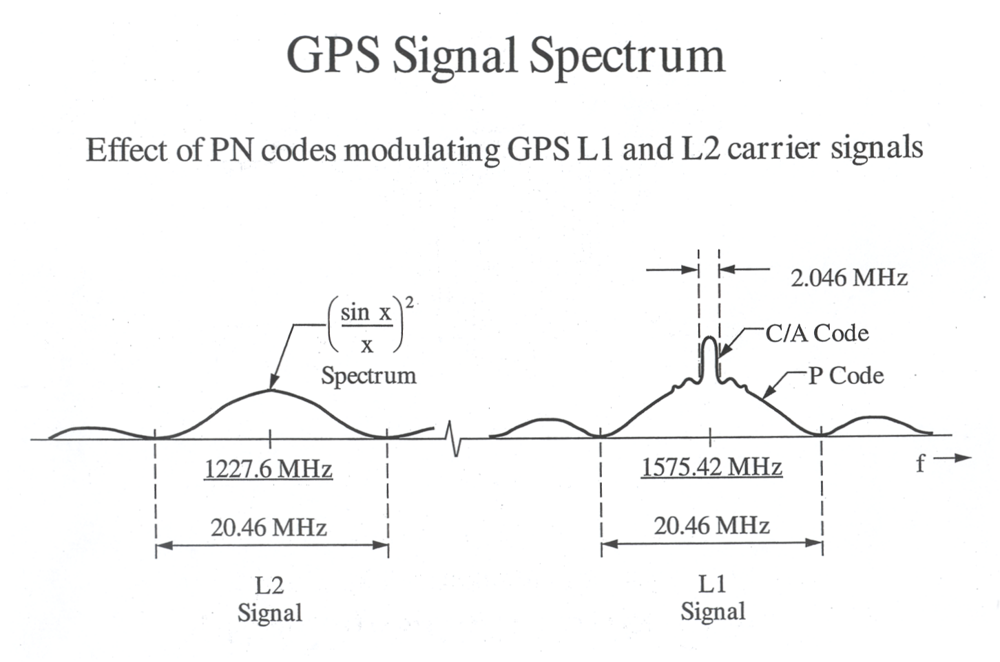 GPS Signal Spectrum
Effect of PN codes modulating GPS L1 and L2 carrier signals
2.046 MHz
(sin x / x)²
Spectrum
C/A Code
P Code
1227.6 MHz
1575.42 MHz
f
20.46 MHz
20.46 MHz
L2
Signal
L1
Signal